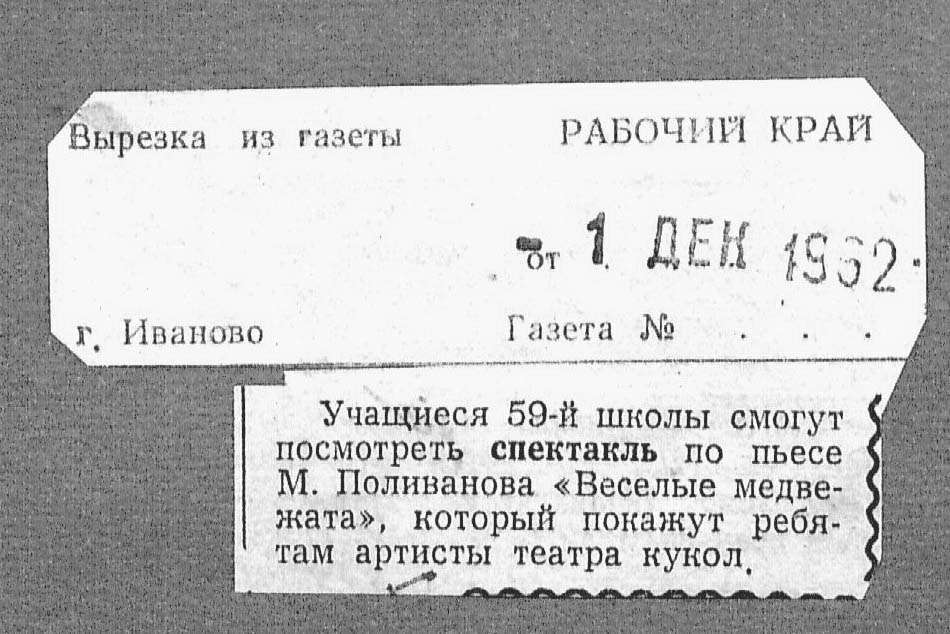 Вырезка из газеты РАБОЧИЙ КРАЙ
от 1 ДЕК 1962
г. Иваново Газета № . . .
Учащиеся 59-й школы смогут
посмотреть спектакль по пьесе
М. Поливанова «Веселые медве-
жата», который покажут ребя-
там артисты театра кукол.